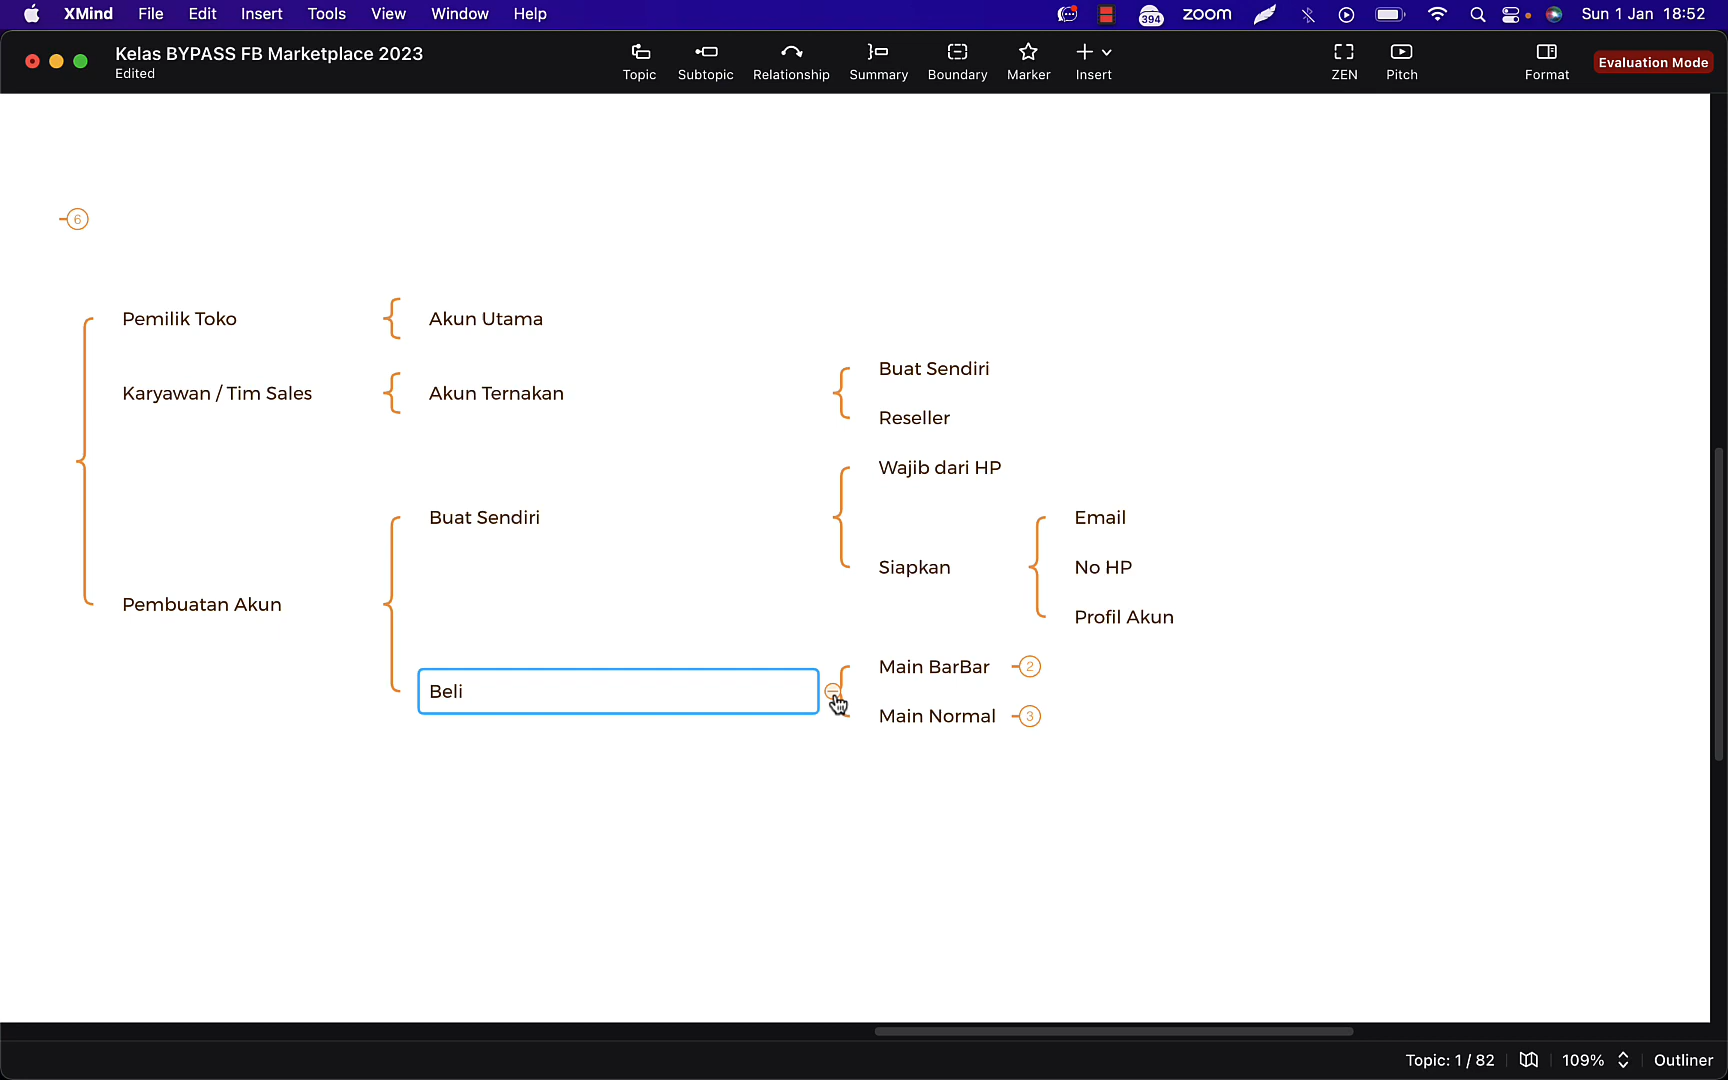 XMind File Edit Insert Tools View Window Help
394 zoom Sun 1 Jan 18:52
Kelas BYPASS FB Marketplace 2023
Edited
Topic Subtopic Relationship Summary Boundary Marker Insert ZEN Pitch Format
Evaluation Mode
6
Pemilik Toko
Akun Utama
Karyawan / Tim Sales
Akun Ternakan
Buat Sendiri
Reseller
Pembuatan Akun
Buat Sendiri
Wajib dari HP
Siapkan
Email
No HP
Profil Akun
Beli
Main BarBar 2
Main Normal 3
Topic: 1 / 82 109% Outliner